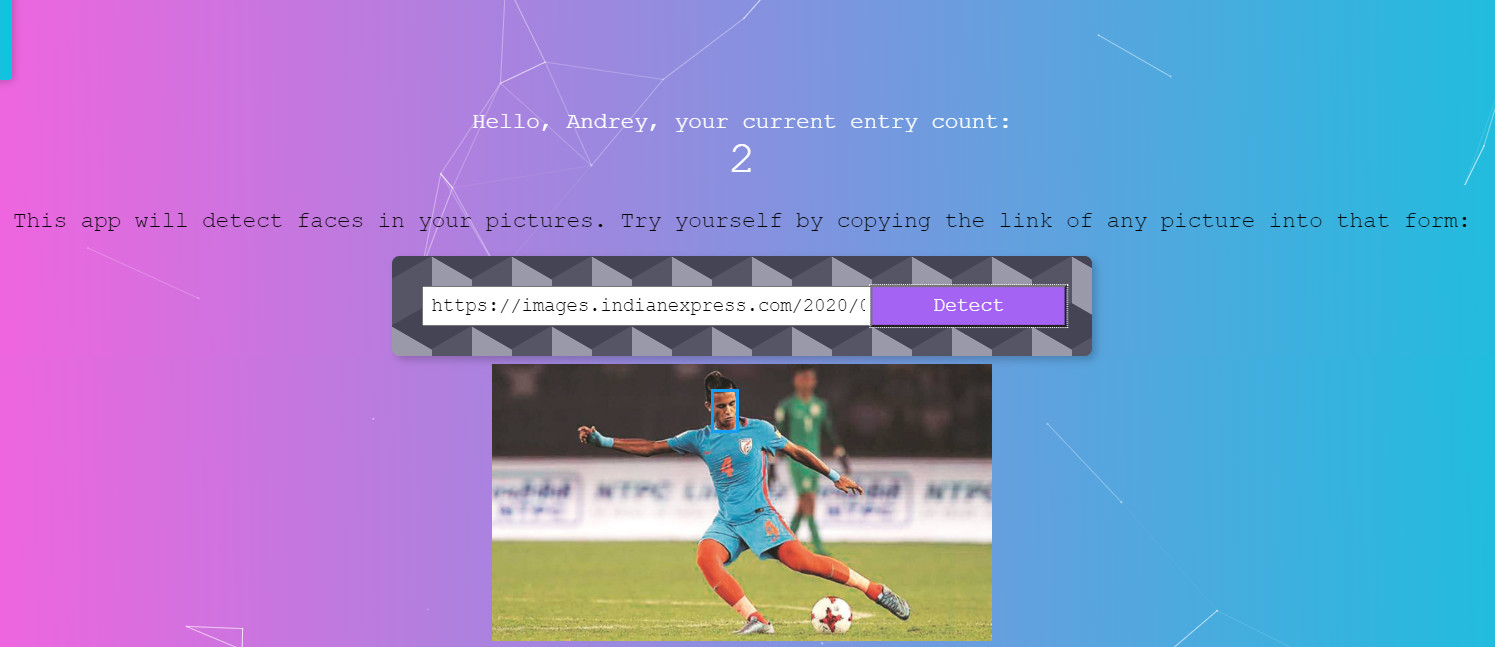 Hello, Andrey, your current entry count:
2
This app will detect faces in your pictures. Try yourself by copying the link of any picture into that form:
https://images.indianexpress.com/2020/0
Detect
4
NTPC
NTPC
4